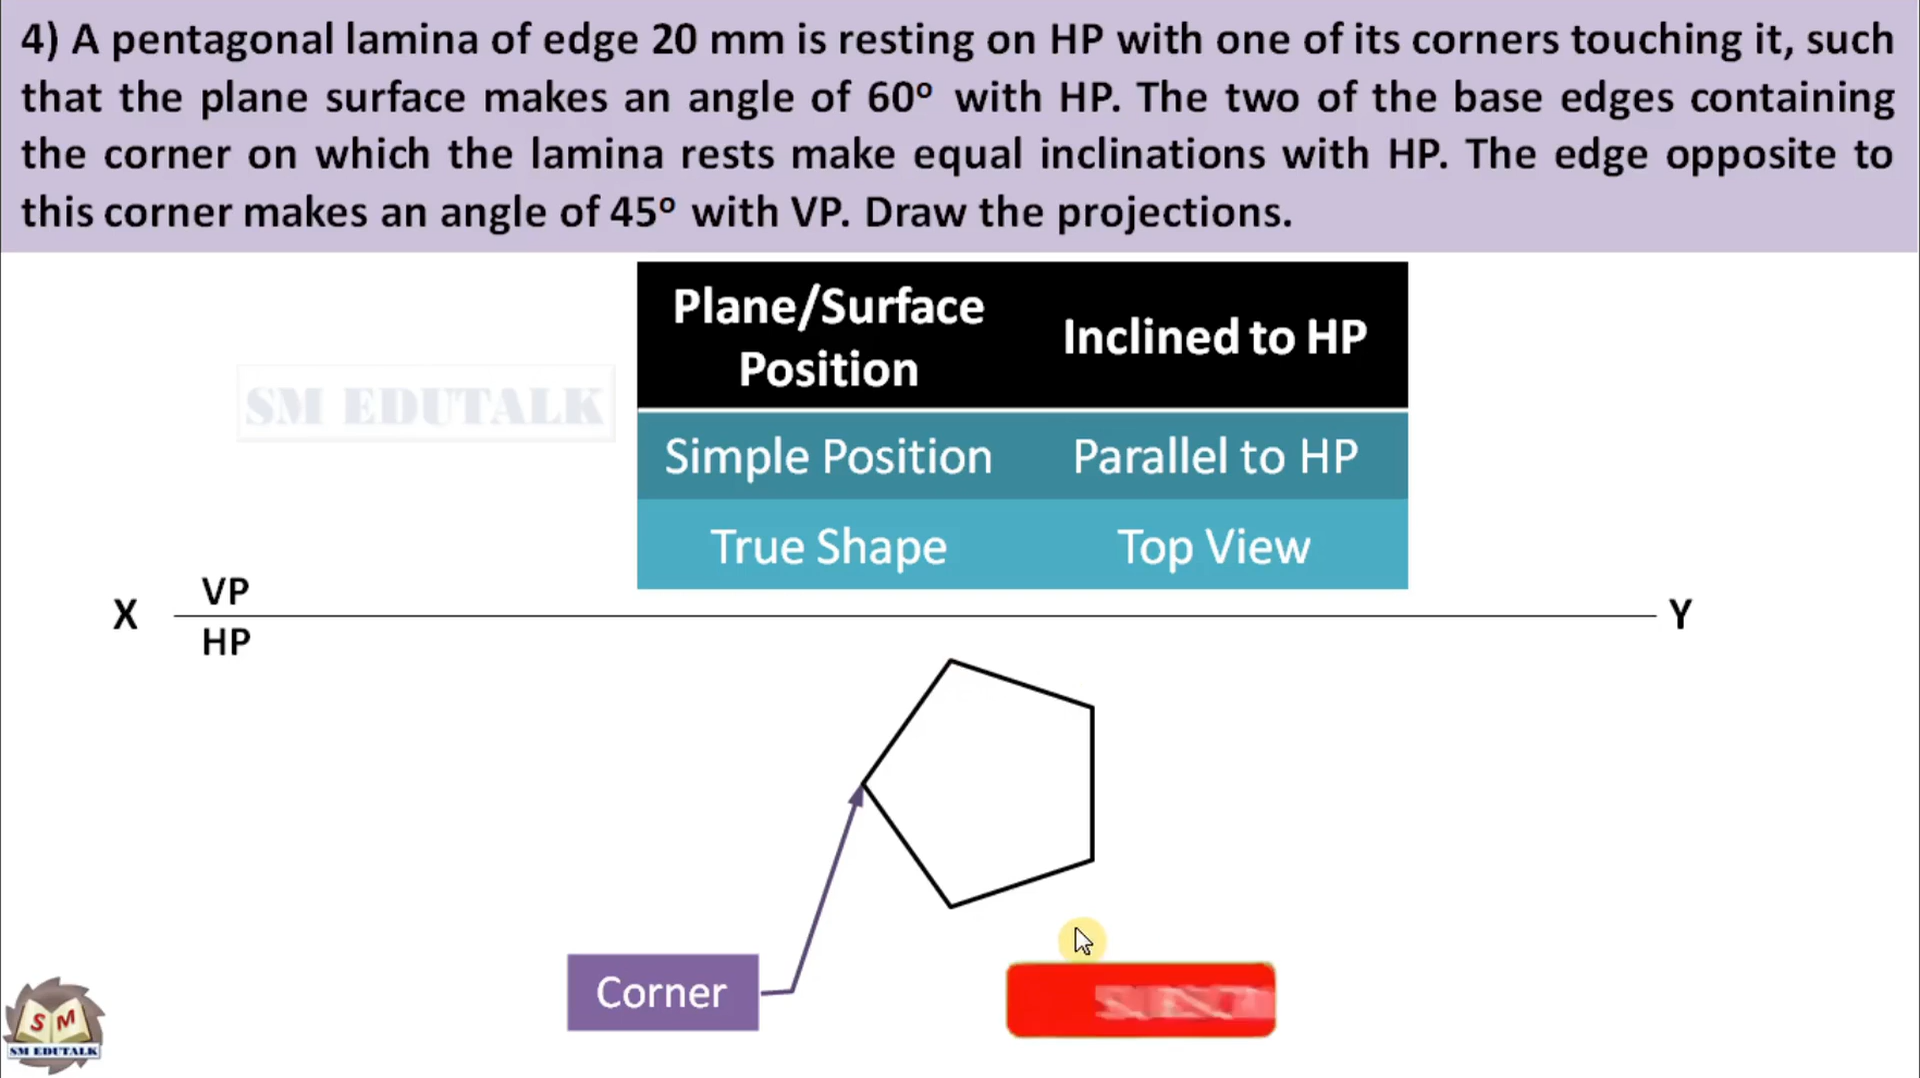 4) A pentagonal lamina of edge 20 mm is resting on HP with one of its corners touching it, such
that the plane surface makes an angle of 60º with HP. The two of the base edges containing
the corner on which the lamina rests make equal inclinations with HP. The edge opposite to
this corner makes an angle of 45º with VP. Draw the projections.
Plane/Surface
Position
Inclined to HP
SM EDUTALK
Simple Position
Parallel to HP
True Shape
Top View
VP
X
Y
HP
Corner
S M
SM EDUTALK